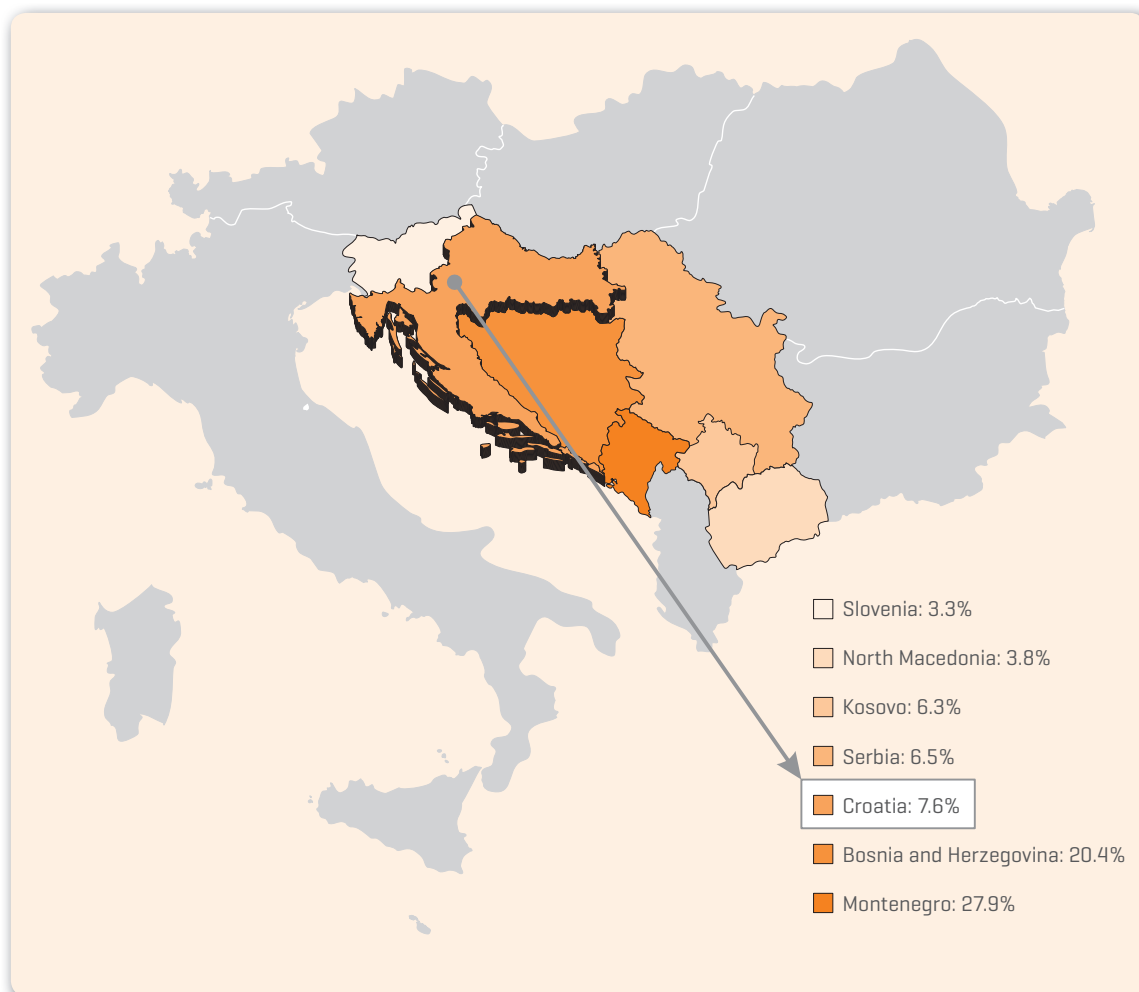 Slovenia: 3.3%
North Macedonia: 3.8%
Kosovo: 6.3%
Serbia: 6.5%
Croatia: 7.6%
Bosnia and Herzegovina: 20.4%
Montenegro: 27.9%